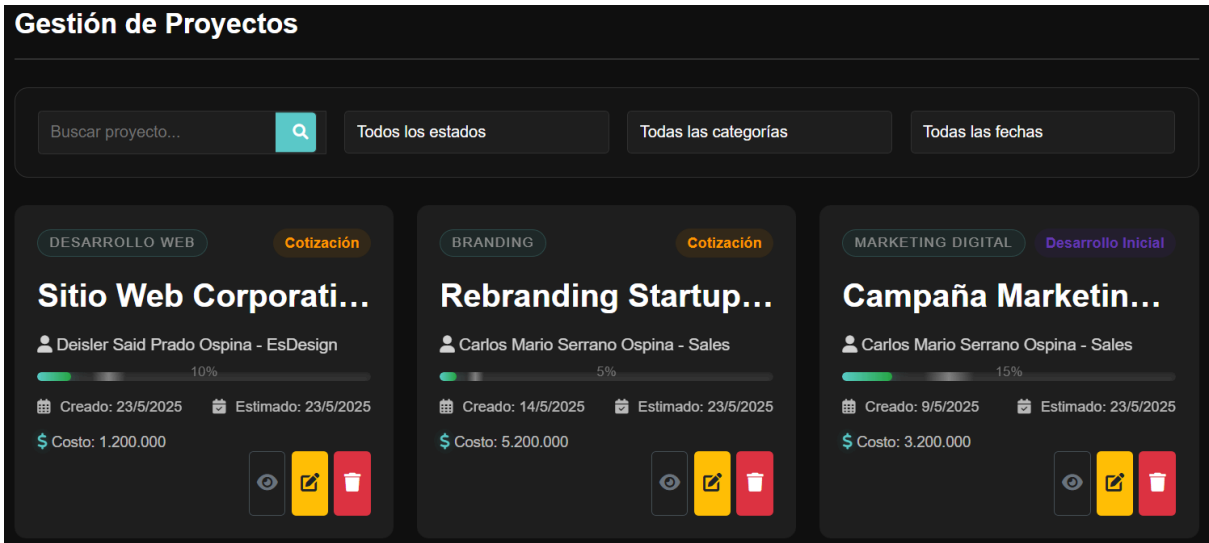 Gestión de Proyectos
Buscar proyecto...
Todos los estados
Todas las categorías
Todas las fechas
DESARROLLO WEB
Cotización
Sitio Web Corporati...
Deisler Said Prado Ospina - EsDesign
10%
Creado: 23/5/2025
Estimado: 23/5/2025
$ Costo: 1.200.000
BRANDING
Cotización
Rebranding Startup...
Carlos Mario Serrano Ospina - Sales
5%
Creado: 14/5/2025
Estimado: 23/5/2025
$ Costo: 5.200.000
MARKETING DIGITAL
Desarrollo Inicial
Campaña Marketin...
Carlos Mario Serrano Ospina - Sales
15%
Creado: 9/5/2025
Estimado: 23/5/2025
$ Costo: 3.200.000